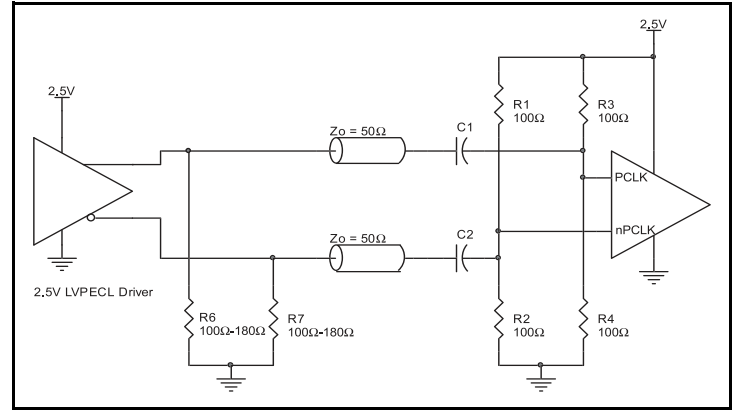 2.5V
2.5V
R1
100Ω
R3
100Ω
Zo = 50Ω
C1
PCLK
nPCLK
Zo = 50Ω
C2
2.5V LVPECL Driver
R6
100Ω-180Ω
R7
100Ω-180Ω
R2
100Ω
R4
100Ω